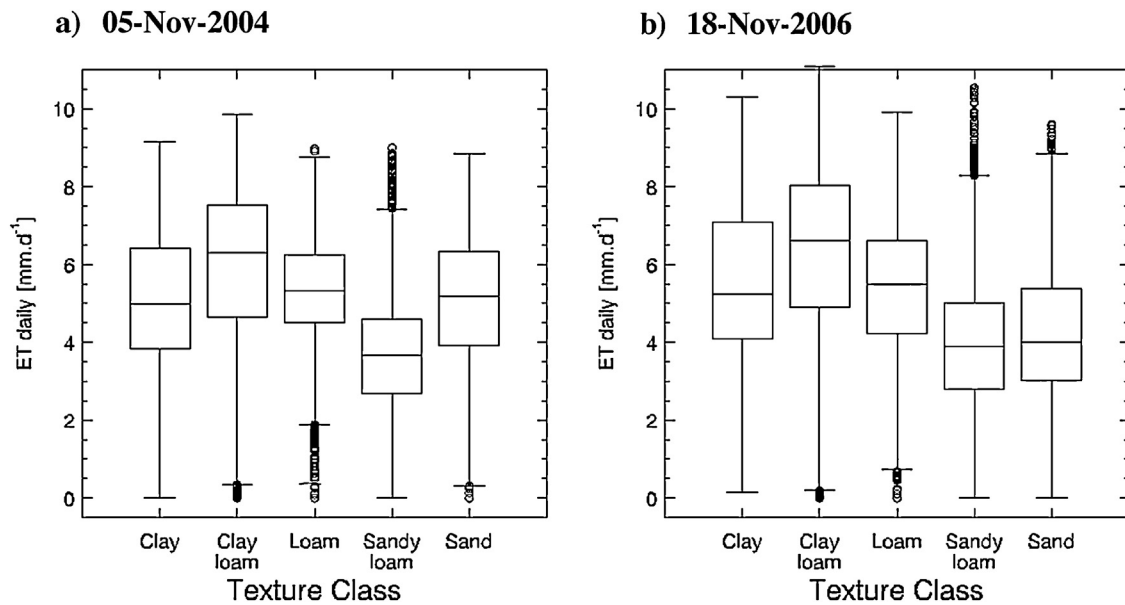 a) 05-Nov-2004
10
8
6
4
2
0
ET daily [mm.d⁻¹]
Clay
Clay
loam
Loam
Sandy
loam
Sand
Texture Class
b) 18-Nov-2006
10
8
6
4
2
0
ET daily [mm.d⁻¹]
Clay
Clay
loam
Loam
Sandy
loam
Sand
Texture Class